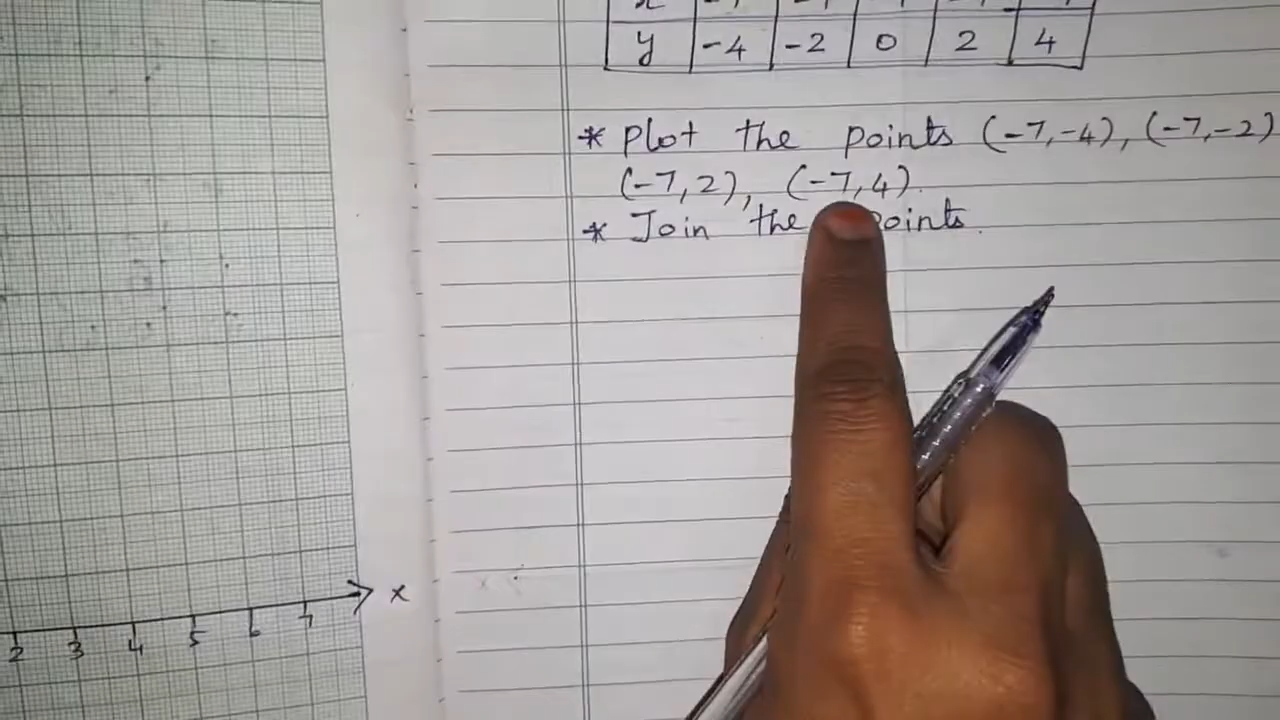 y -4 -2 0 2 4
* Plot the points (-7,-4), (-7,-2)
(-7,2), (-7,4).
* Join the points.
x
2 3 4 5 6 7